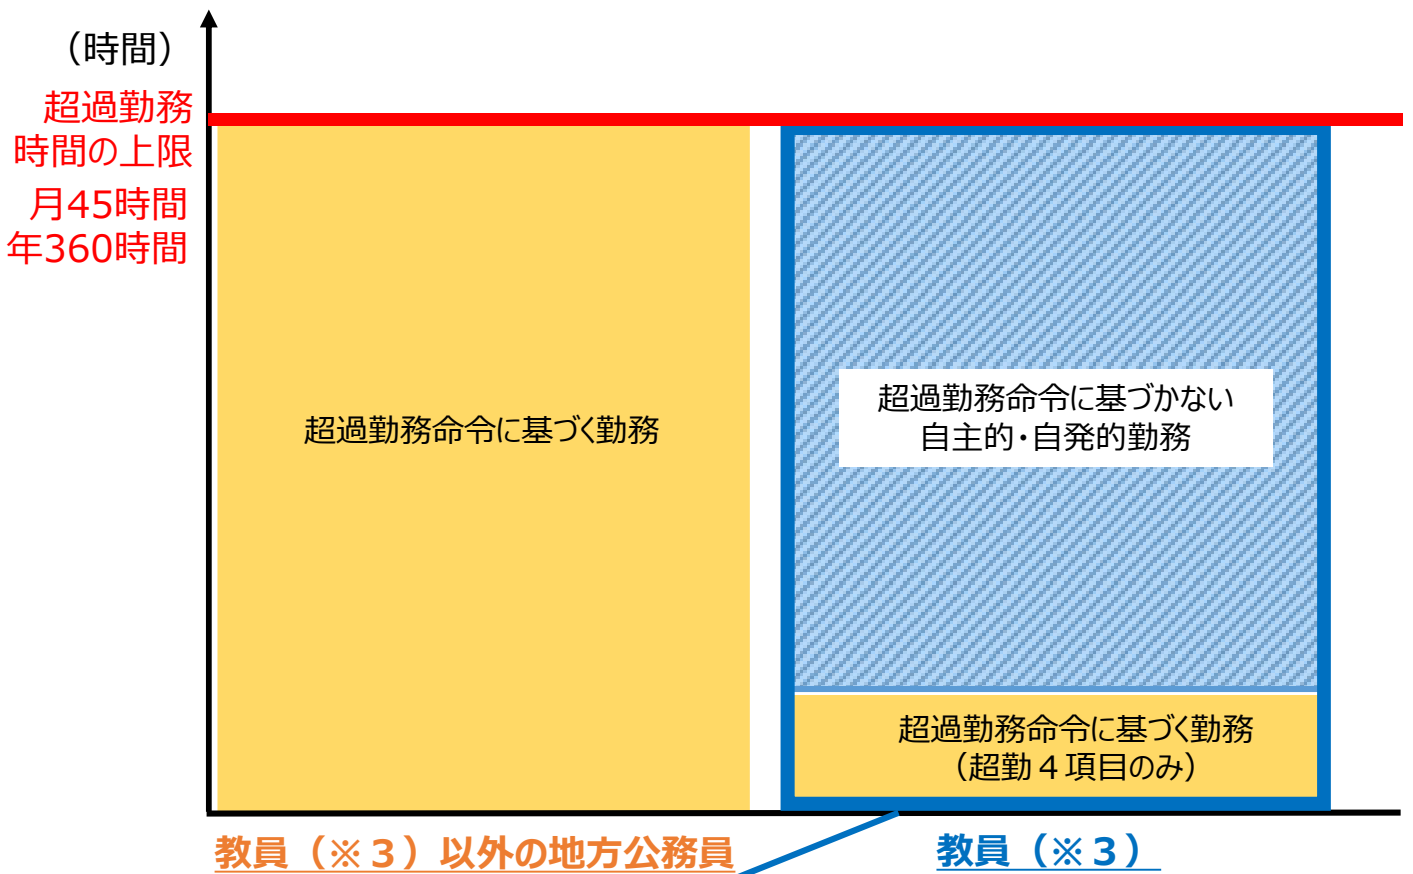 （時間）
超過勤務
時間の上限
月45時間
年360時間
超過勤務命令に基づく勤務
超過勤務命令に基づかない
自主的・自発的勤務
超過勤務命令に基づく勤務
（超勤４項目のみ）
教員（※３）以外の地方公務員
教員（※３）